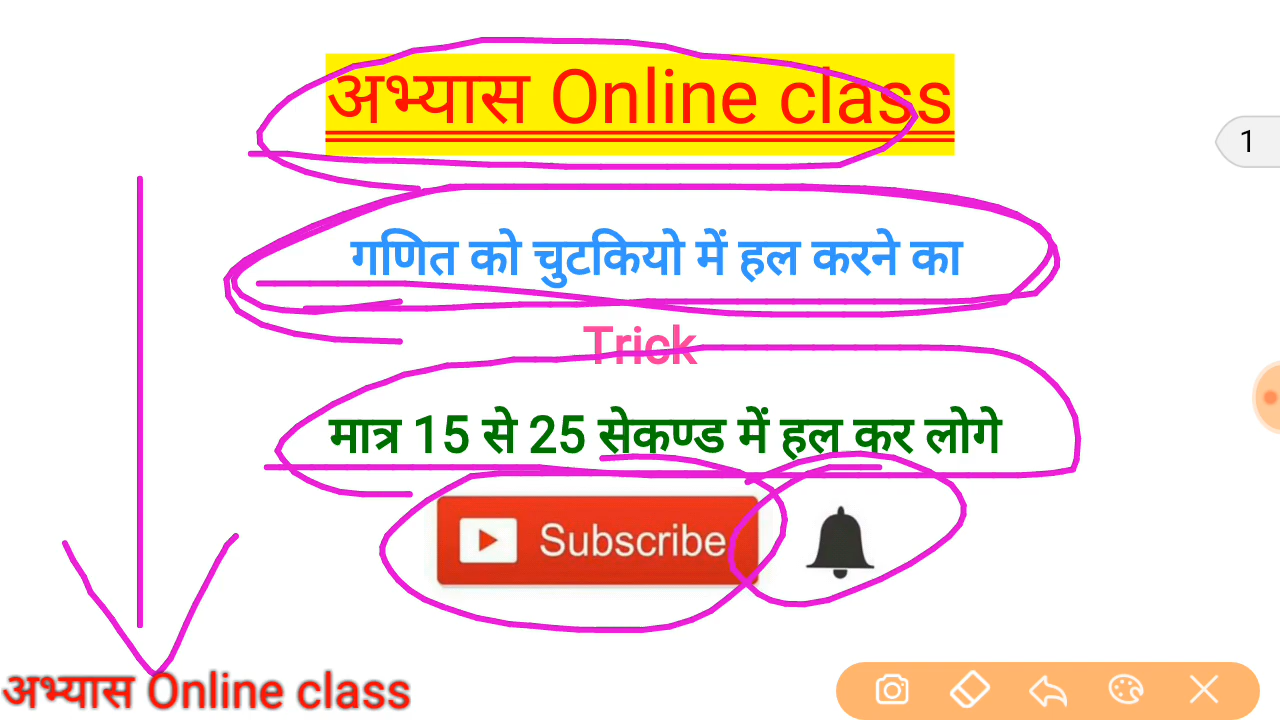 अभ्यास Online class
1
गणित को चुटकियो में हल करने का
Trick
मात्र 15 से 25 सेकण्ड में हल कर लोगे
Subscribe
अभ्यास Online class